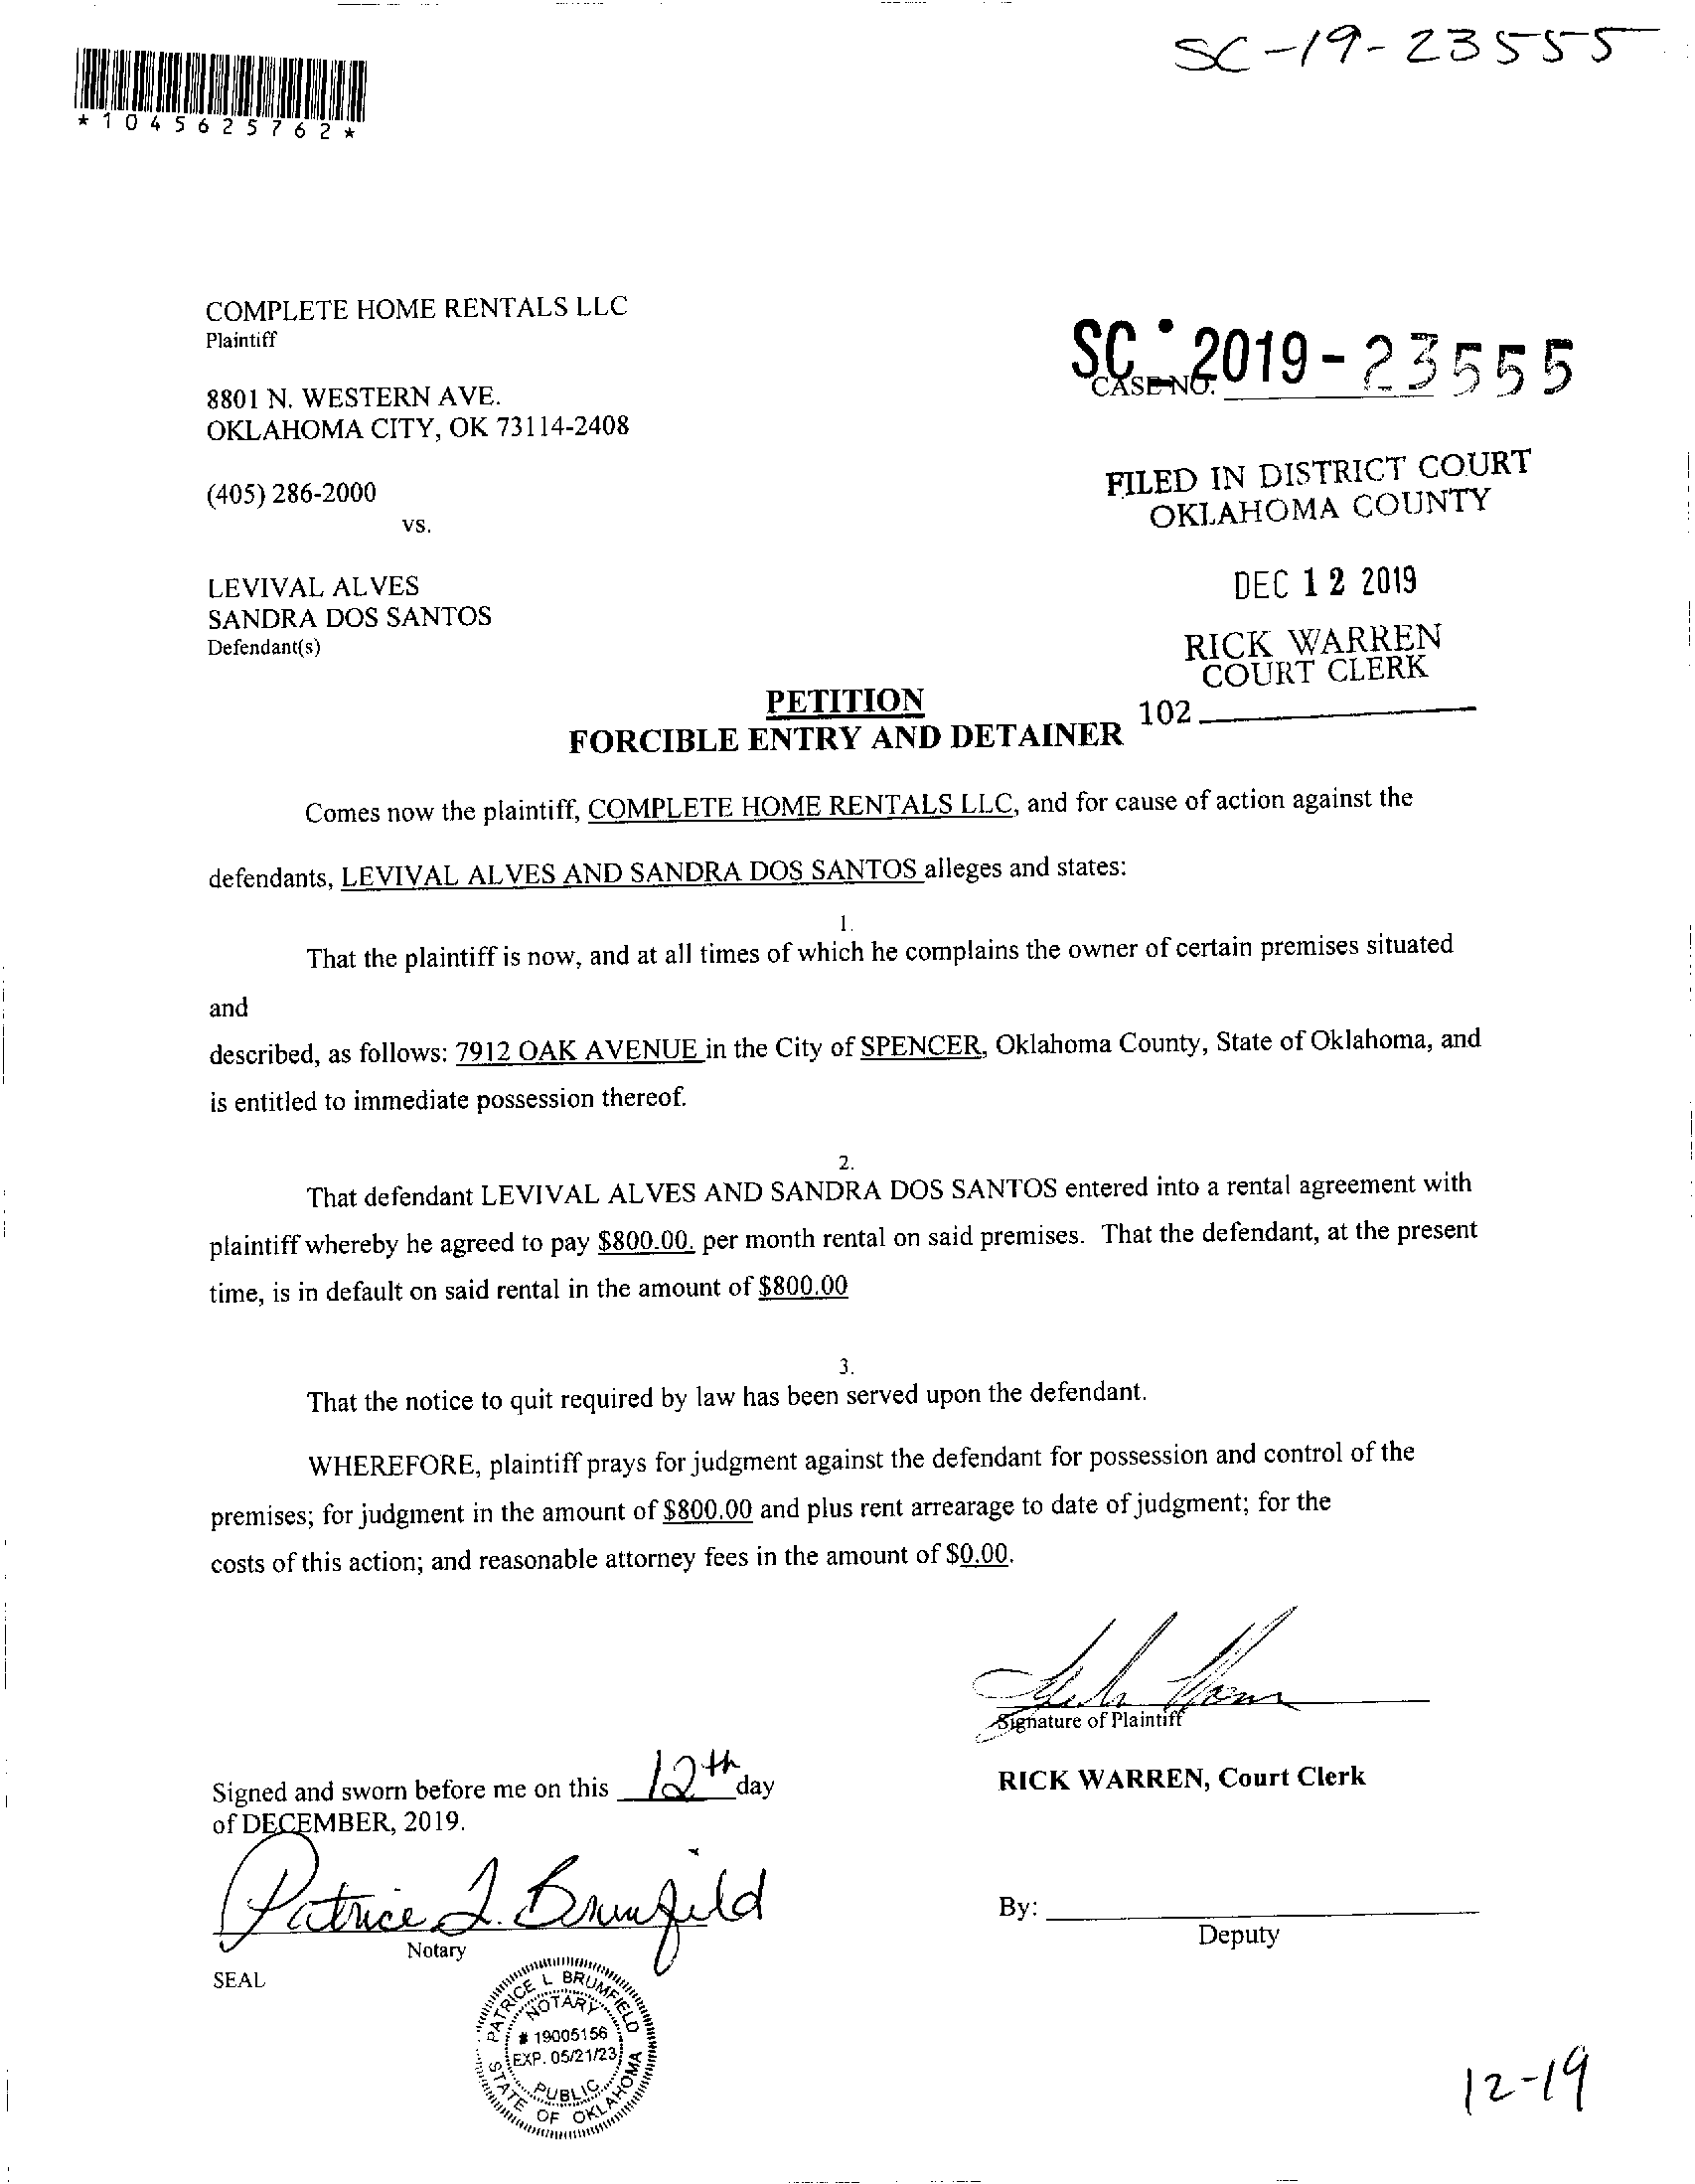 SC-19-23555
*1045625762*
COMPLETE HOME RENTALS LLC
Plaintiff
SC 2019-23555
CASE NO.
8801 N. WESTERN AVE.
OKLAHOMA CITY, OK 73114-2408
FILED IN DISTRICT COURT
OKLAHOMA COUNTY
(405) 286-2000
vs.
DEC 12 2019
LEVIVAL ALVES
SANDRA DOS SANTOS
Defendant(s)
RICK WARREN
COURT CLERK
102
PETITION
FORCIBLE ENTRY AND DETAINER
Comes now the plaintiff, COMPLETE HOME RENTALS LLC, and for cause of action against the
defendants, LEVIVAL ALVES AND SANDRA DOS SANTOS alleges and states:
1.
That the plaintiff is now, and at all times of which he complains the owner of certain premises situated
and
described, as follows: 7912 OAK AVENUE in the City of SPENCER, Oklahoma County, State of Oklahoma, and
is entitled to immediate possession thereof.
2.
That defendant LEVIVAL ALVES AND SANDRA DOS SANTOS entered into a rental agreement with
plaintiff whereby he agreed to pay $800.00. per month rental on said premises. That the defendant, at the present
time, is in default on said rental in the amount of $800.00
3.
That the notice to quit required by law has been served upon the defendant.
WHEREFORE, plaintiff prays for judgment against the defendant for possession and control of the
premises; for judgment in the amount of $800.00 and plus rent arrearage to date of judgment; for the
costs of this action; and reasonable attorney fees in the amount of $0.00.
Signature of Plaintiff
Signed and sworn before me on this 12th day
of DECEMBER, 2019.
RICK WARREN, Court Clerk
Patrice L. Brumfield
Notary
By:
Deputy
SEAL
PATRICE L BRUMFIELD
NOTARY
# 19005156
EXP. 05/21/23
PUBLIC
STATE OF OKLAHOMA
12-19